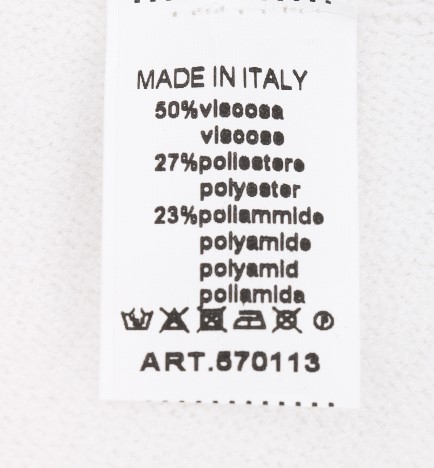 MADE IN ITALY
50%viscosa
viscose
27%poliestere
polyester
23%poliammide
polyamide
polyamid
poliamida
ART.570113